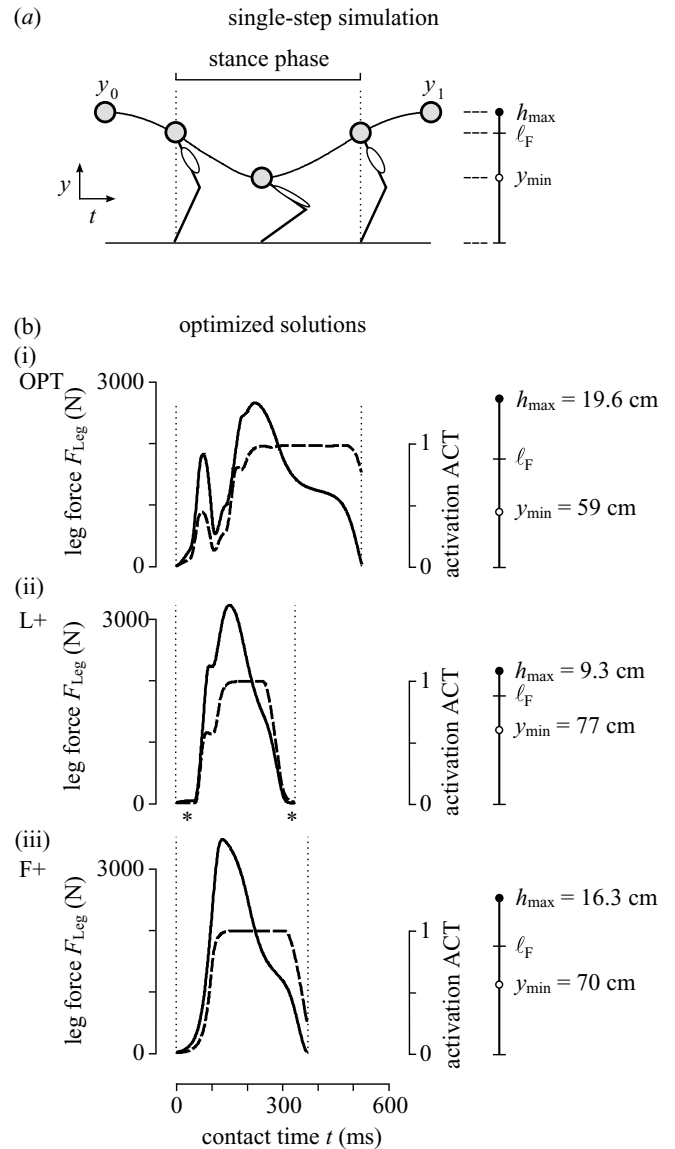 (a) single-step simulation
stance phase
y0 y1
hmax
ℓF
ymin
y
t
(b) optimized solutions
(i)
OPT
3000
leg force FLeg (N)
0
1
activation ACT
0
hmax = 19.6 cm
ℓF
ymin = 59 cm
(ii)
L+
3000
leg force FLeg (N)
0
* *
1
activation ACT
0
hmax = 9.3 cm
ℓF
ymin = 77 cm
(iii)
F+
3000
leg force FLeg (N)
0
1
activation ACT
0
hmax = 16.3 cm
ℓF
ymin = 70 cm
0 300 600
contact time t (ms)